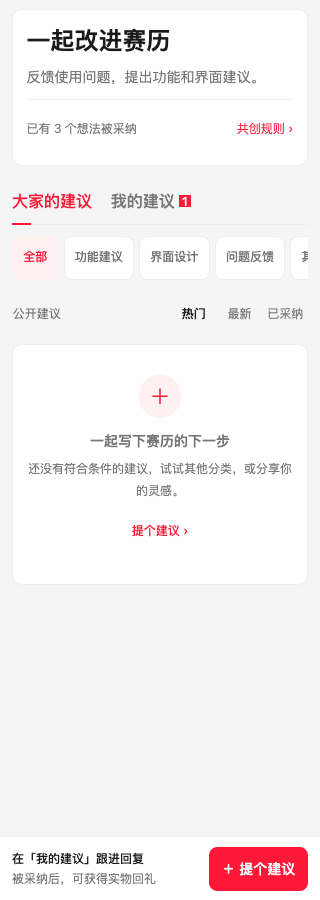 一起改进赛历
反馈使用问题，提出功能和界面建议。
已有 3 个想法被采纳 共创规则 ›
大家的建议 我的建议 1
全部 功能建议 界面设计 问题反馈
公开建议 热门 最新 已采纳
一起写下赛历的下一步
还没有符合条件的建议，试试其他分类，或分享你
的灵感。
提个建议 ›
在「我的建议」跟进回复
被采纳后，可获得实物回礼
+ 提个建议